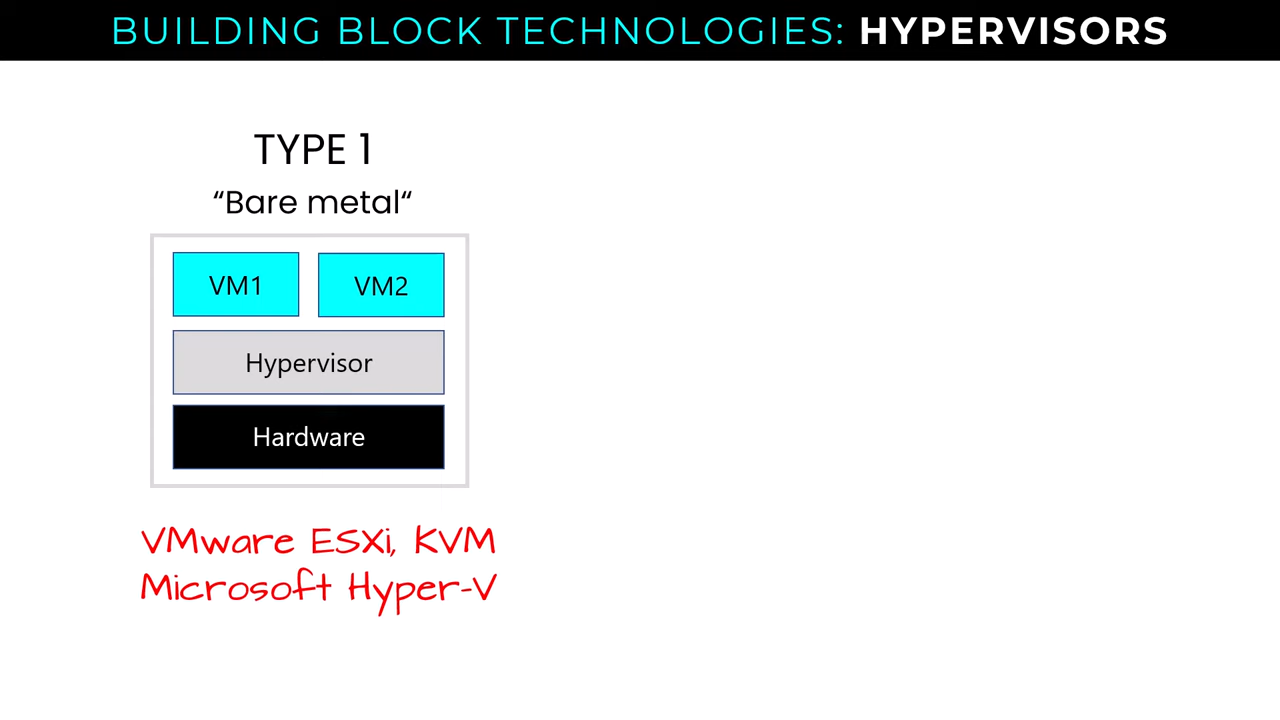 BUILDING BLOCK TECHNOLOGIES: HYPERVISORS
TYPE 1
“Bare metal“
VM1 VM2
Hypervisor
Hardware
VMware ESXi, KVM
Microsoft Hyper-V